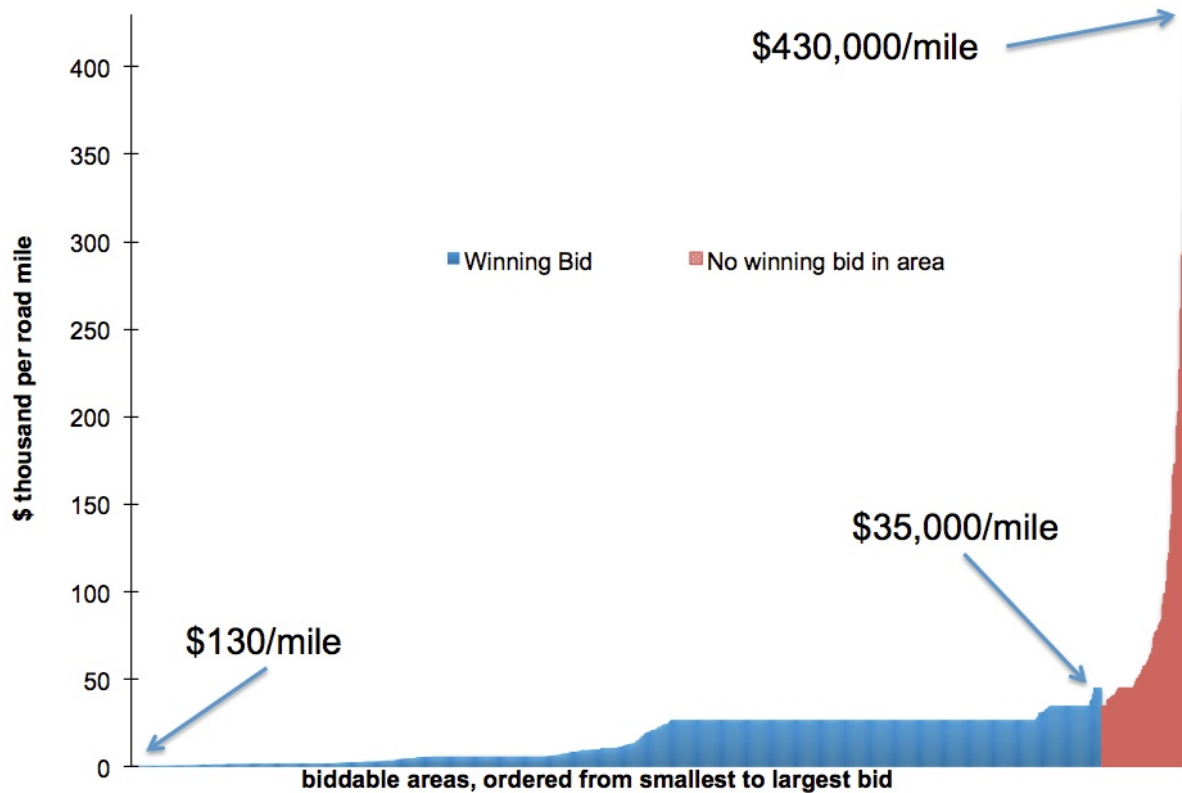 $430,000/mile
400
350
300
Winning Bid
No winning bid in area
250
200
150
$35,000/mile
100
$130/mile
50
0
$ thousand per road mile
biddable areas, ordered from smallest to largest bid